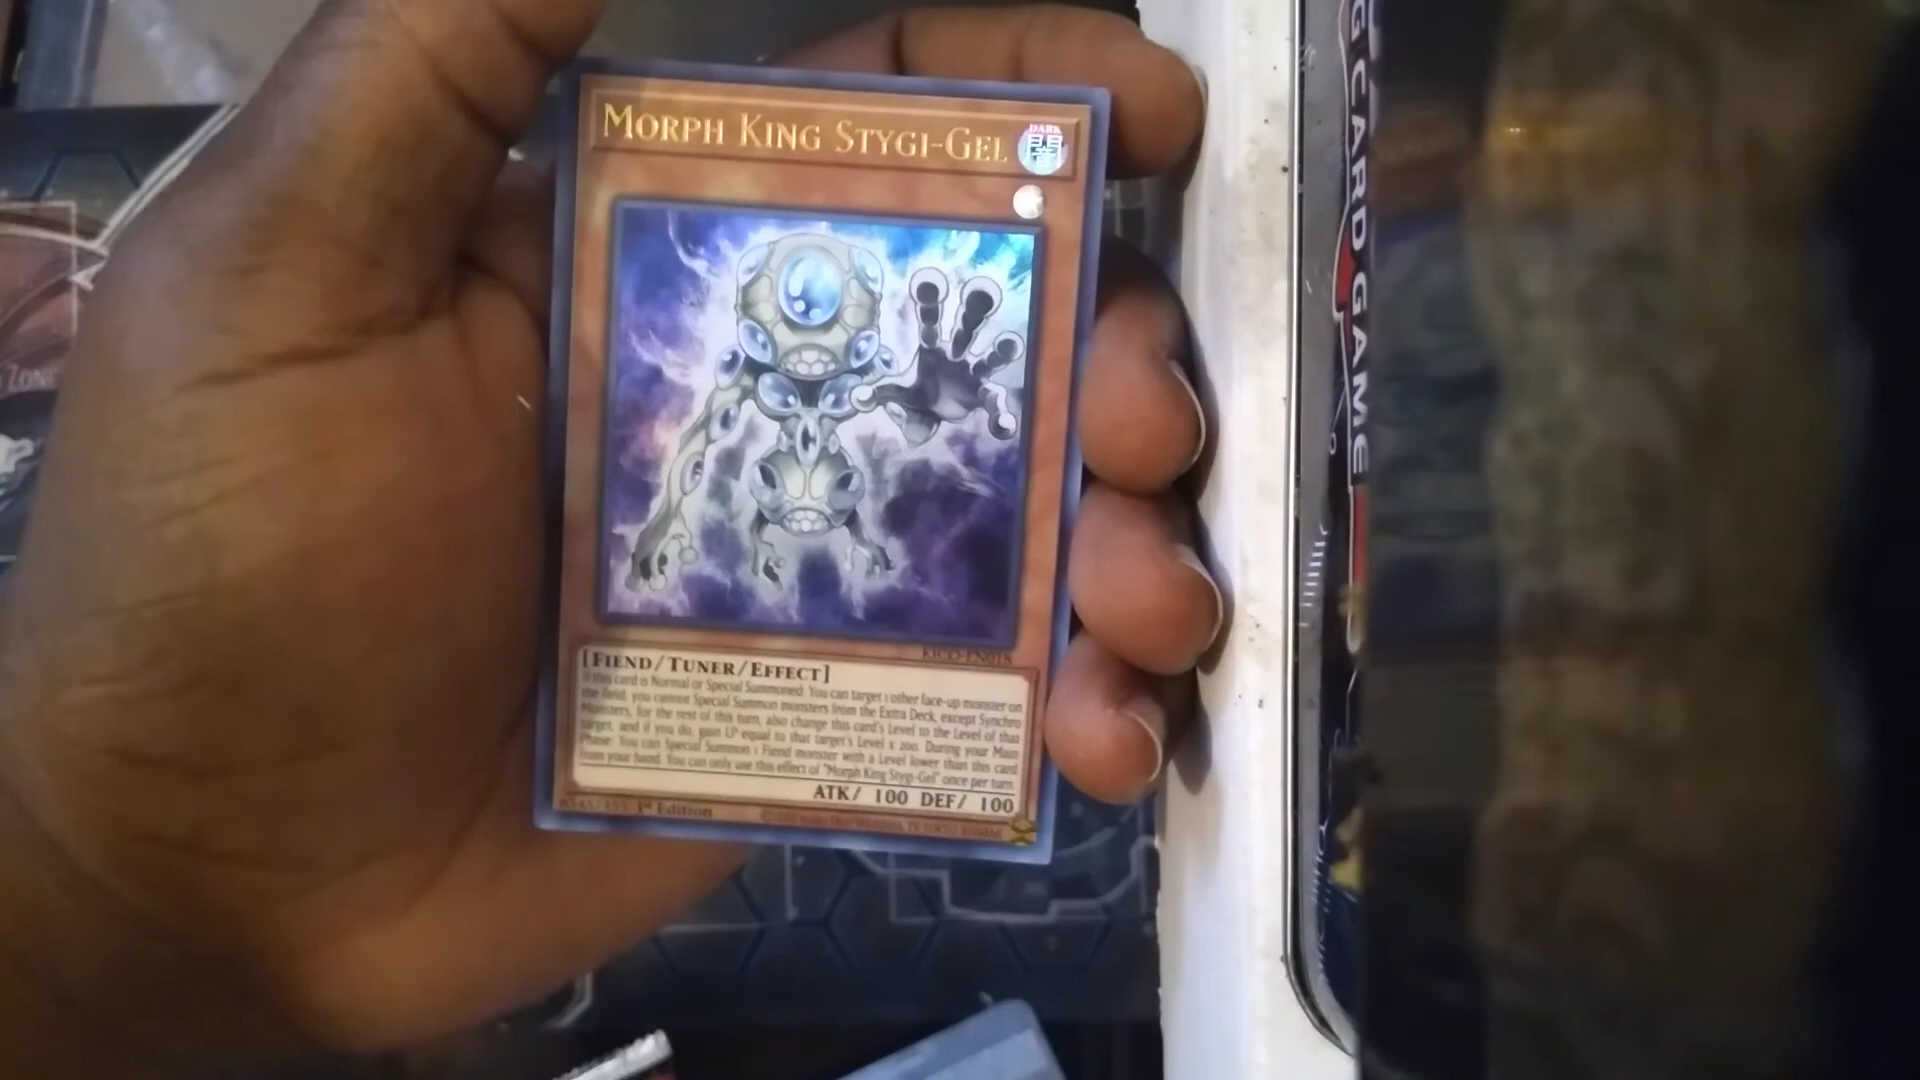 MORPH KING STYGI-GEL
DARK
闇
KICO-EN018
[FIEND/TUNER/EFFECT]
If this card is Normal or Special Summoned: You can target 1 other face-up monster on
the field; you cannot Special Summon monsters from the Extra Deck, except Synchro
Monsters, for the rest of this turn, also change this card's Level to the Level of that
target, and if you do, gain LP equal to that target's Level x 200. During your Main
Phase: You can Special Summon 1 Fiend monster with a Level lower than this card
from your hand. You can only use this effect of "Morph King Stygi-Gel" once per turn.
ATK/ 100 DEF/ 100
1st Edition
ZONE
CARD GAME